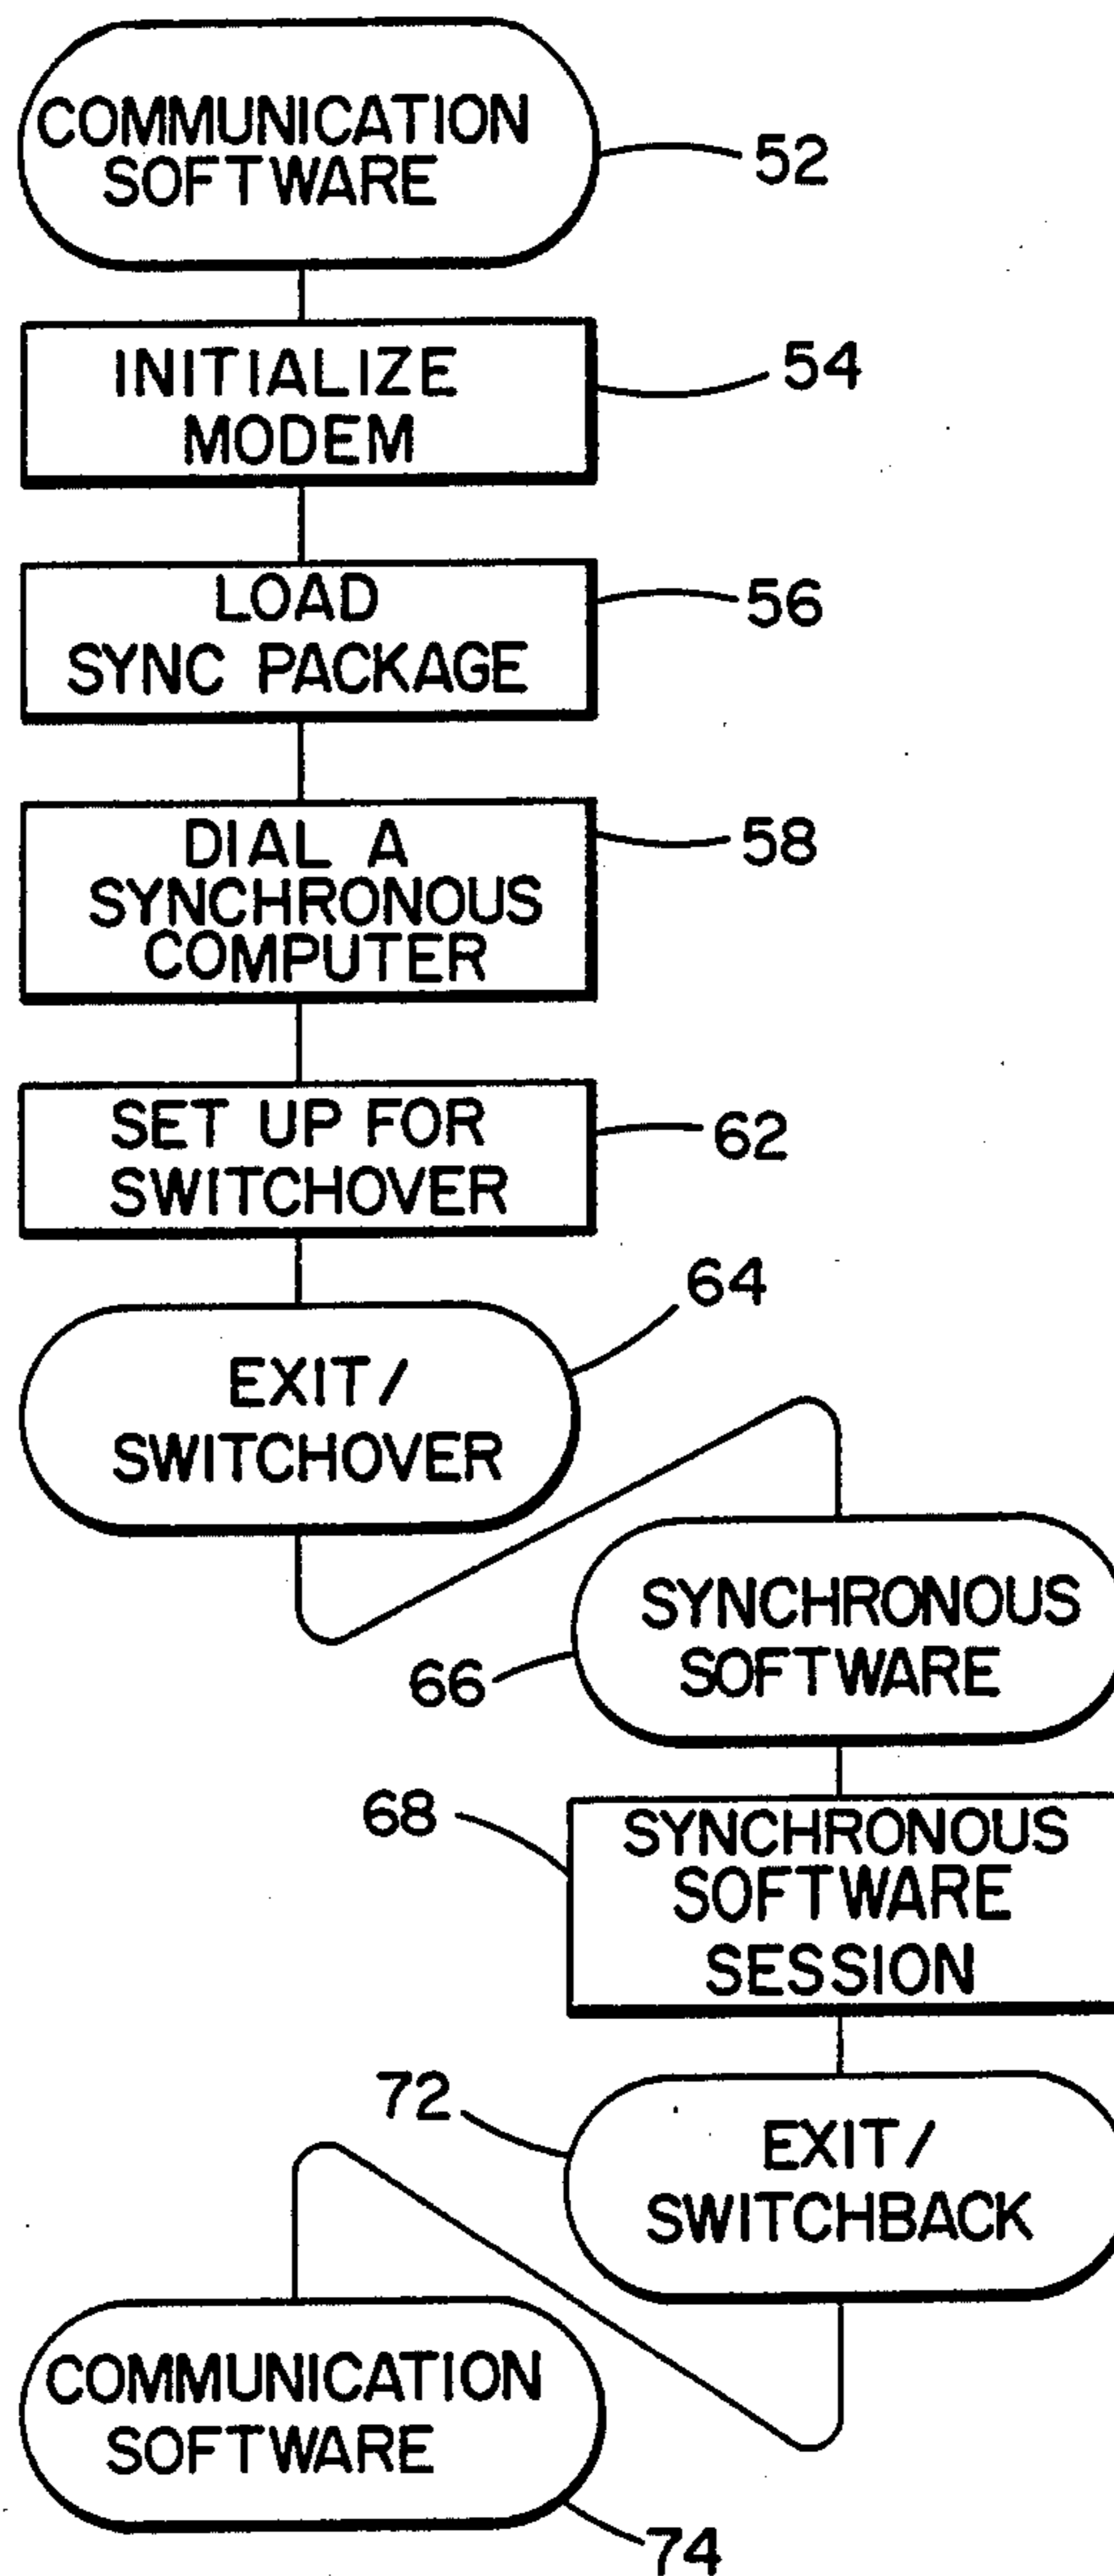 COMMUNICATION
SOFTWARE
52
INITIALIZE
MODEM
54
LOAD
SYNC PACKAGE
56
DIAL A
SYNCHRONOUS
COMPUTER
58
SET UP FOR
SWITCHOVER
62
EXIT/
SWITCHOVER
64
SYNCHRONOUS
SOFTWARE
66
SYNCHRONOUS
SOFTWARE
SESSION
68
EXIT/
SWITCHBACK
72
COMMUNICATION
SOFTWARE
74